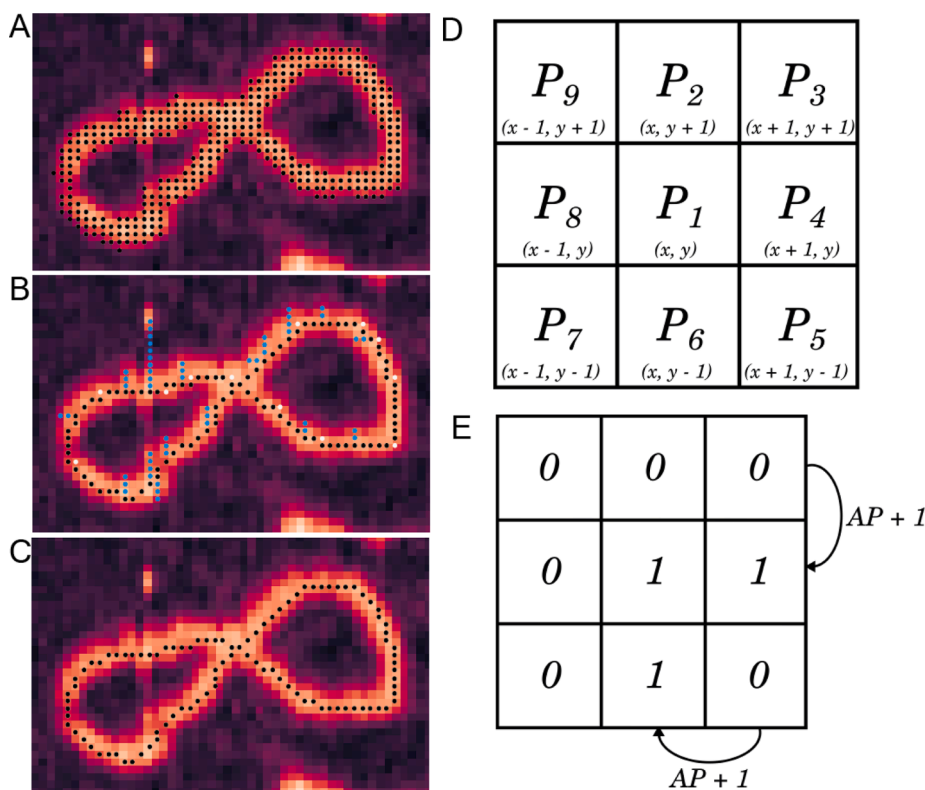 A
B
C
D
P9 P2 P3
(x - 1, y + 1) (x, y + 1) (x + 1, y + 1)
P8 P1 P4
(x - 1, y) (x, y) (x + 1, y)
P7 P6 P5
(x - 1, y - 1) (x, y - 1) (x + 1, y - 1)
E
0 0 0
AP + 1
0 1 1
0 1 0
AP + 1